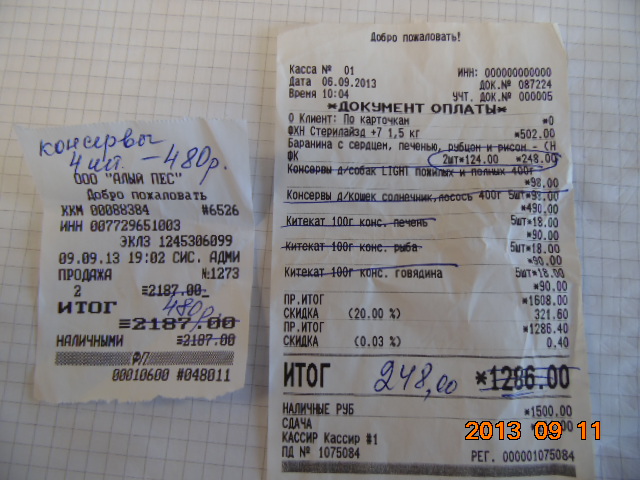 консервы
4 шт. - 480р.
ООО "АЛЫЙ ПЕС"
Добро пожаловать
ККМ 00088384 #6526
ИНН 007729651003
ЭКЛЗ 1245306099
09.09.13 19:02 СИС. АДМИ
ПРОДАЖА №1273
2 ≡2187.00
480р.
ИТОГ
≡2187.00
НАЛИЧНЫМИ ≡2187.00
ФП
00010600 #048011
Добро пожаловать!
Касса № 01 ИНН: 000000000000
Дата 06.09.2013 ДОК.№ 087224
Время 10:04 УЧТ. ДОК.№ 000005
*ДОКУМЕНТ ОПЛАТЫ*
0 Клиент: По карточкам *0
ФХН Стерилайзд +7 1,5 кг *502.00
Баранина с сердцем, печенью, рубцом и рисом - СН
ФК 2шт*124.00 *248.00
Консервы д/собак LIGHT пожилых и полных 400г
*98.00
Консервы д/кошек солнечник,лосось 400г 5шт*98.00
*490.00
Китекат 100г конс. печень 5шт*18.00
*90.00
Китекат 100г конс. рыба 5шт*18.00
*90.00
Китекат 100г конс. говядина 5шт*18.00
*90.00
ПР.ИТОГ *1608.00
СКИДКА (20.00 %) 321.60
ПР.ИТОГ *1286.40
СКИДКА (0.03 %) 0.40
ИТОГ 248,00 *1286.00
НАЛИЧНЫЕ РУБ *1500.00
СДАЧА
КАССИР Кассир #1
ПД № 1075084 РЕГ. 000001075084
2013 09 11